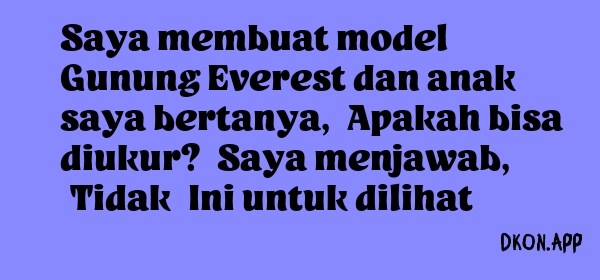 Saya membuat model
Gunung Everest dan anak
saya bertanya, Apakah bisa
diukur? Saya menjawab,
Tidak Ini untuk dilihat
DKON.APP